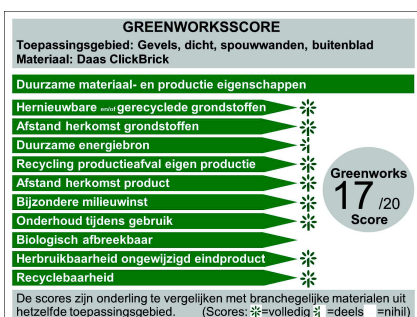 GREENWORKSSCORE
Toepassingsgebied: Gevels, dicht, spouwwanden, buitenblad
Materiaal: Daas ClickBrick
Duurzame materiaal- en productie eigenschappen
Hernieuwbare en/of gerecyclede grondstoffen
Afstand herkomst grondstoffen
Duurzame energiebron
Recycling productieafval eigen productie
Afstand herkomst product
Bijzondere milieuwinst
Onderhoud tijdens gebruik
Biologisch afbreekbaar
Herbruikbaarheid ongewijzigd eindproduct
Recyclebaarheid
Greenworks
17 /20
Score
De scores zijn onderling te vergelijken met branchegelijke materialen uit
hetzelfde toepassingsgebied. (Scores: =volledig =deels =nihil)